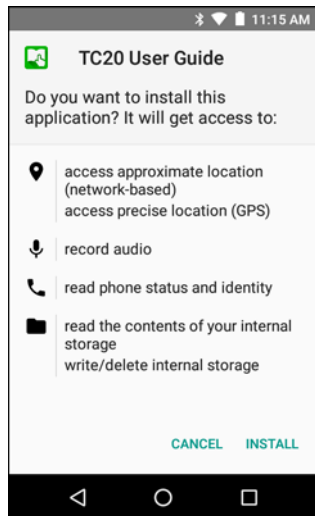 11:15 AM
TC20 User Guide
Do you want to install this
application? It will get access to:
access approximate location
(network-based)
access precise location (GPS)
record audio
read phone status and identity
read the contents of your internal
storage
write/delete internal storage
CANCEL INSTALL